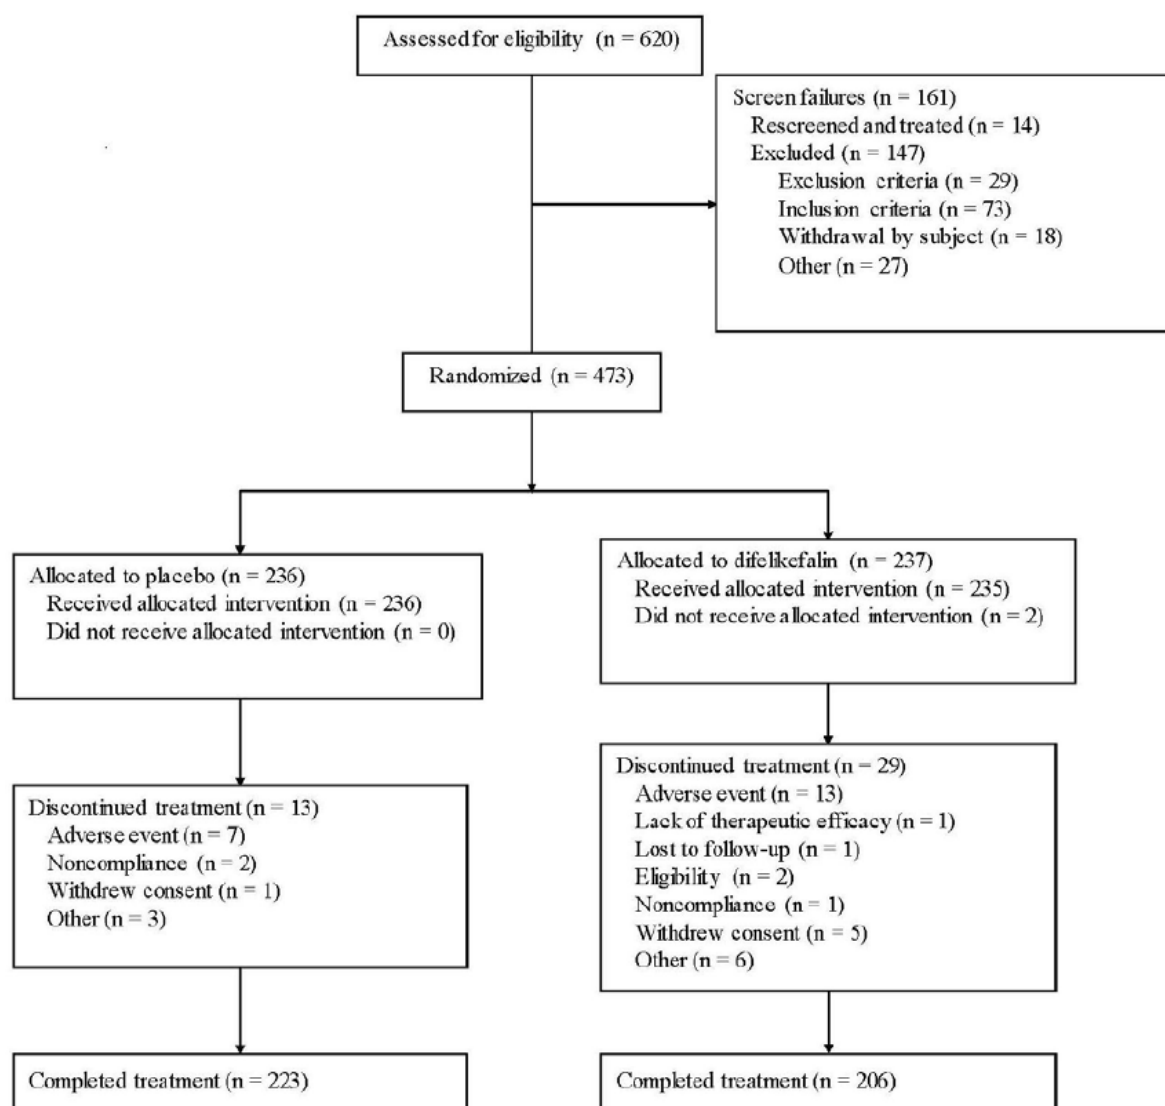 Assessed for eligibility (n = 620)
Screen failures (n = 161)
Rescreened and treated (n = 14)
Excluded (n = 147)
Exclusion criteria (n = 29)
Inclusion criteria (n = 73)
Withdrawal by subject (n = 18)
Other (n = 27)
Randomized (n = 473)
Allocated to placebo (n = 236)
Received allocated intervention (n = 236)
Did not receive allocated intervention (n = 0)
Allocated to difelikefalin (n = 237)
Received allocated intervention (n = 235)
Did not receive allocated intervention (n = 2)
Discontinued treatment (n = 13)
Adverse event (n = 7)
Noncompliance (n = 2)
Withdrew consent (n = 1)
Other (n = 3)
Discontinued treatment (n = 29)
Adverse event (n = 13)
Lack of therapeutic efficacy (n = 1)
Lost to follow-up (n = 1)
Eligibility (n = 2)
Noncompliance (n = 1)
Withdrew consent (n = 5)
Other (n = 6)
Completed treatment (n = 223)
Completed treatment (n = 206)